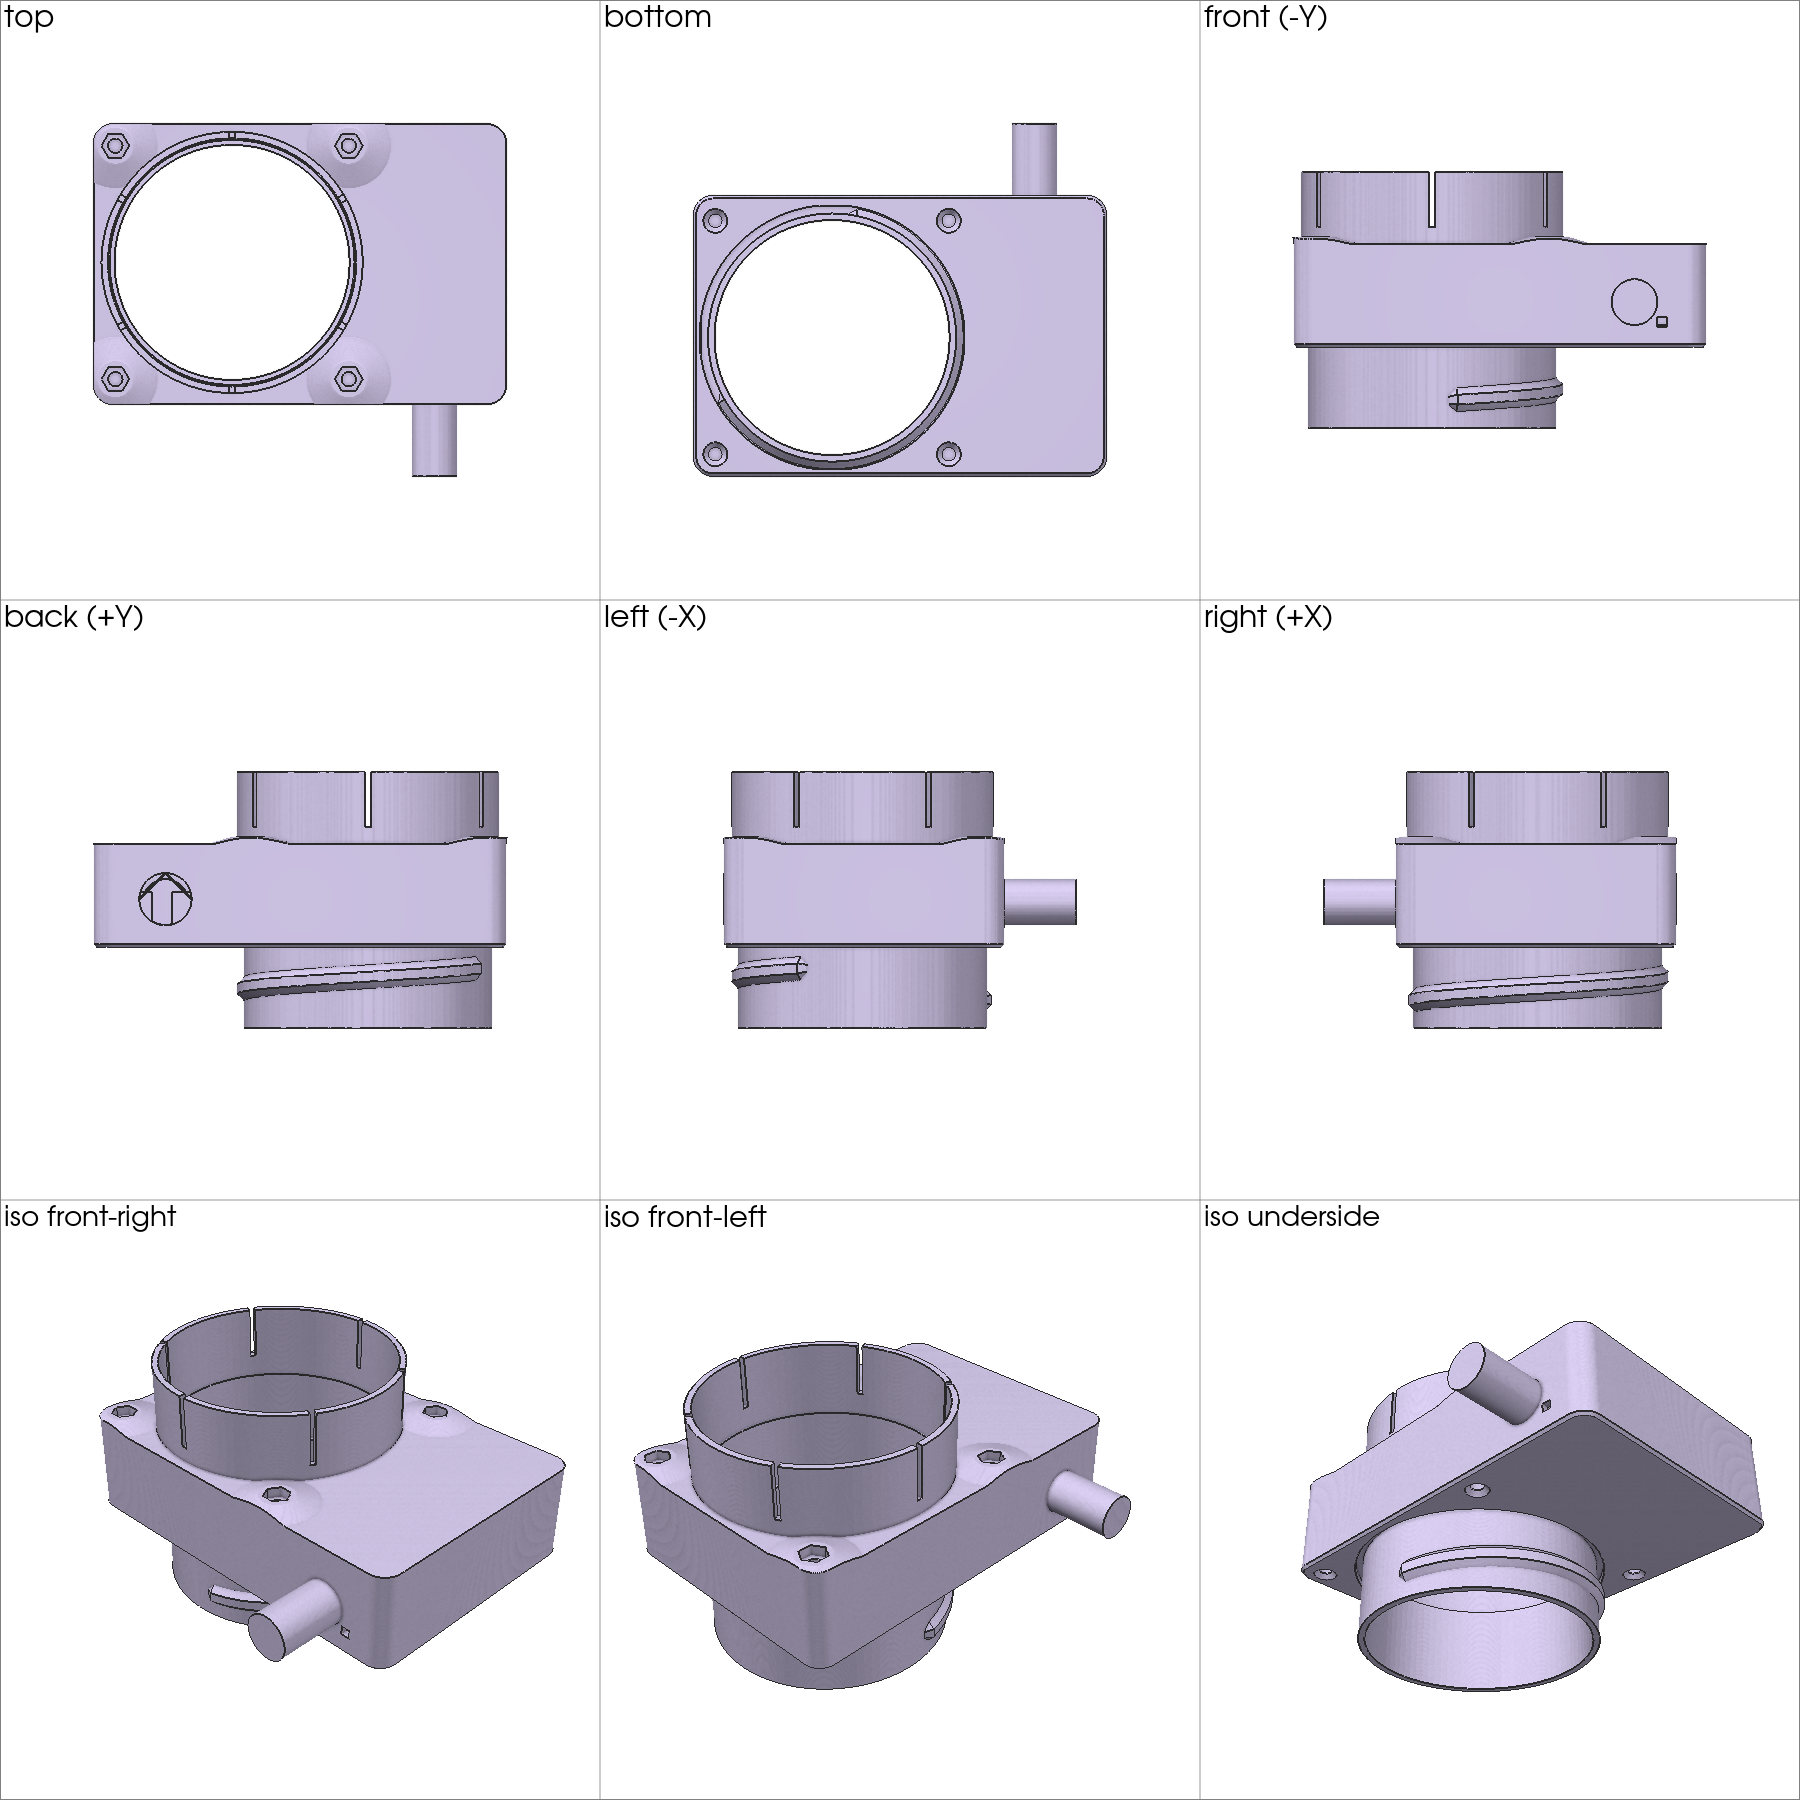 top
bottom
front (-Y)
back (+Y)
left (-X)
right (+X)
iso front-right
iso front-left
iso underside